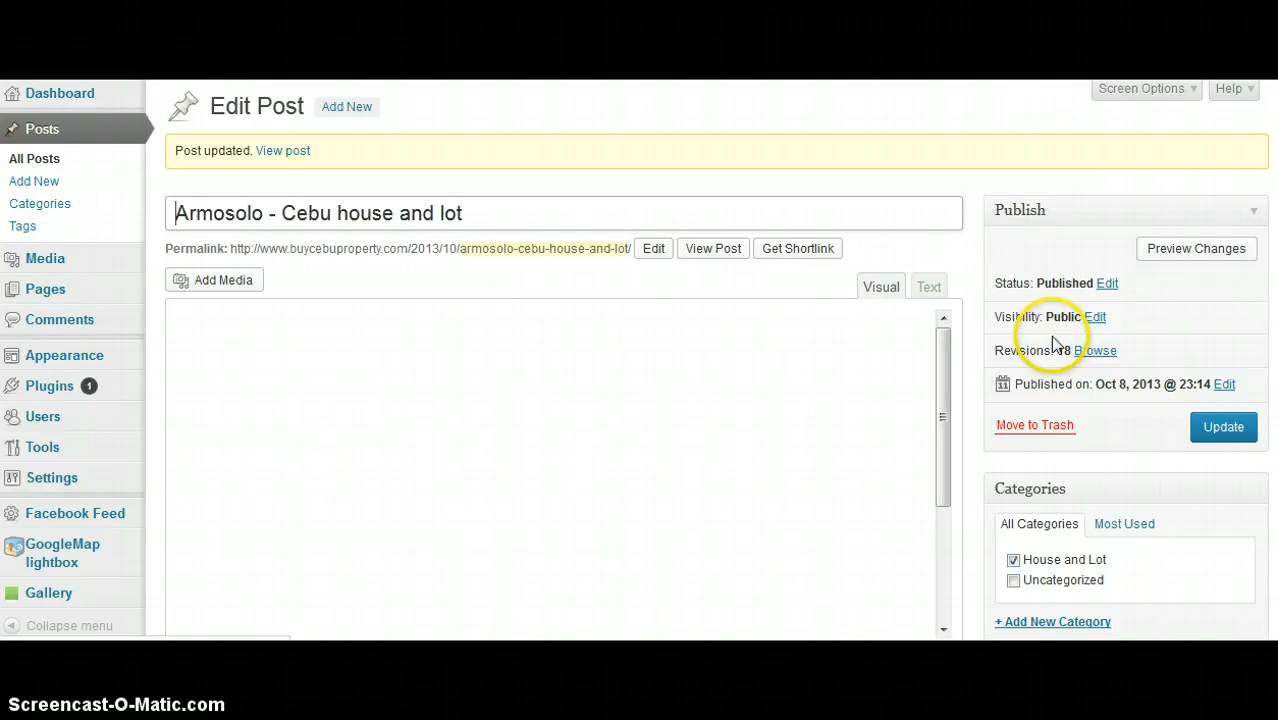 Dashboard
Posts
All Posts
Add New
Categories
Tags
Media
Pages
Comments
Appearance
Plugins 1
Users
Tools
Settings
Facebook Feed
GoogleMap
lightbox
Gallery
Collapse menu
Screen Options
Help
Edit Post Add New
Post updated. View post
Armosolo - Cebu house and lot
Permalink: http://www.buycebuproperty.com/2013/10/armosolo-cebu-house-and-lot/ Edit View Post Get Shortlink
Add Media
Visual Text
Publish
Preview Changes
Status: Published Edit
Visibility: Public Edit
Revisions: Browse
11 Published on: Oct 8, 2013 @ 23:14 Edit
Move to Trash Update
Categories
All Categories Most Used
House and Lot
Uncategorized
+ Add New Category
Screencast-O-Matic.com